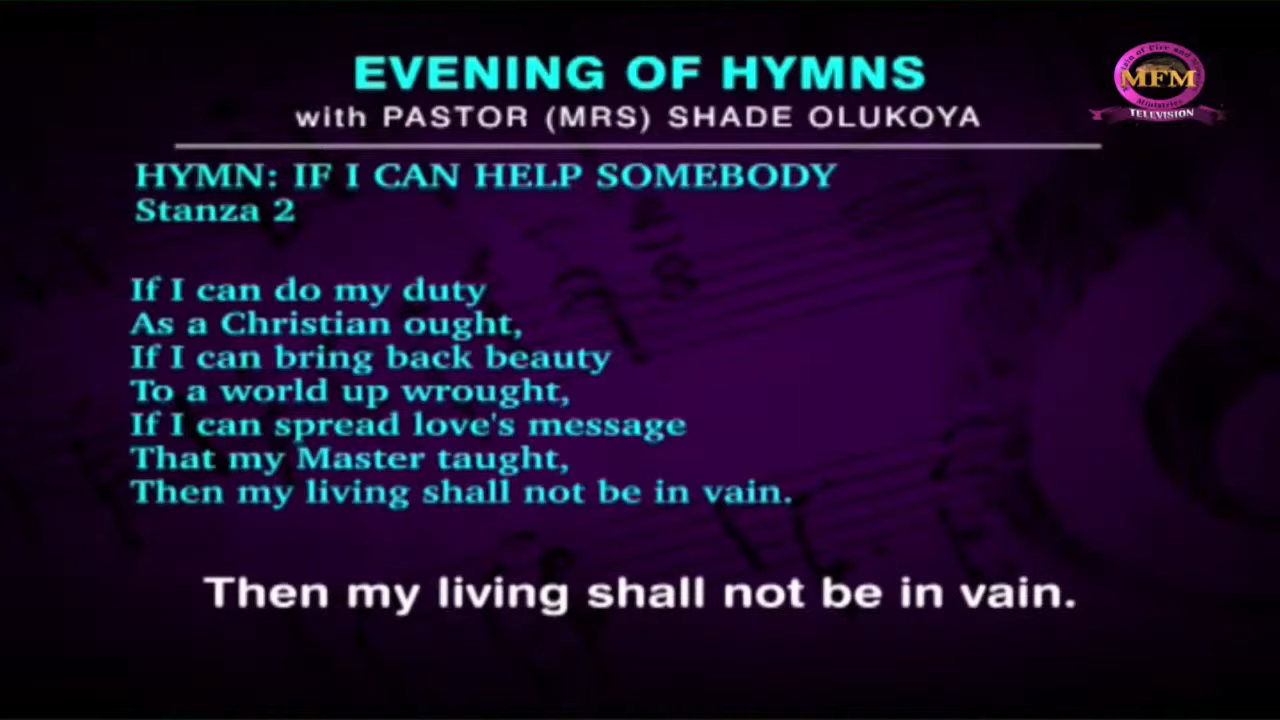 EVENING OF HYMNS
with PASTOR (MRS) SHADE OLUKOYA
MFM
Ministries
TELEVISION
HYMN: IF I CAN HELP SOMEBODY
Stanza 2
If I can do my duty
As a Christian ought,
If I can bring back beauty
To a world up wrought,
If I can spread love's message
That my Master taught,
Then my living shall not be in vain.
Then my living shall not be in vain.